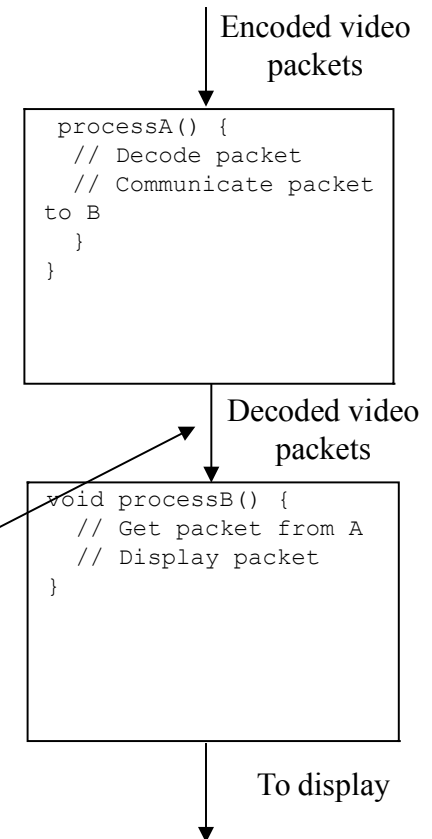 Encoded video
packets
processA() {
// Decode packet
// Communicate packet
to B
}
}
Decoded video
packets
void processB() {
// Get packet from A
// Display packet
}
To display